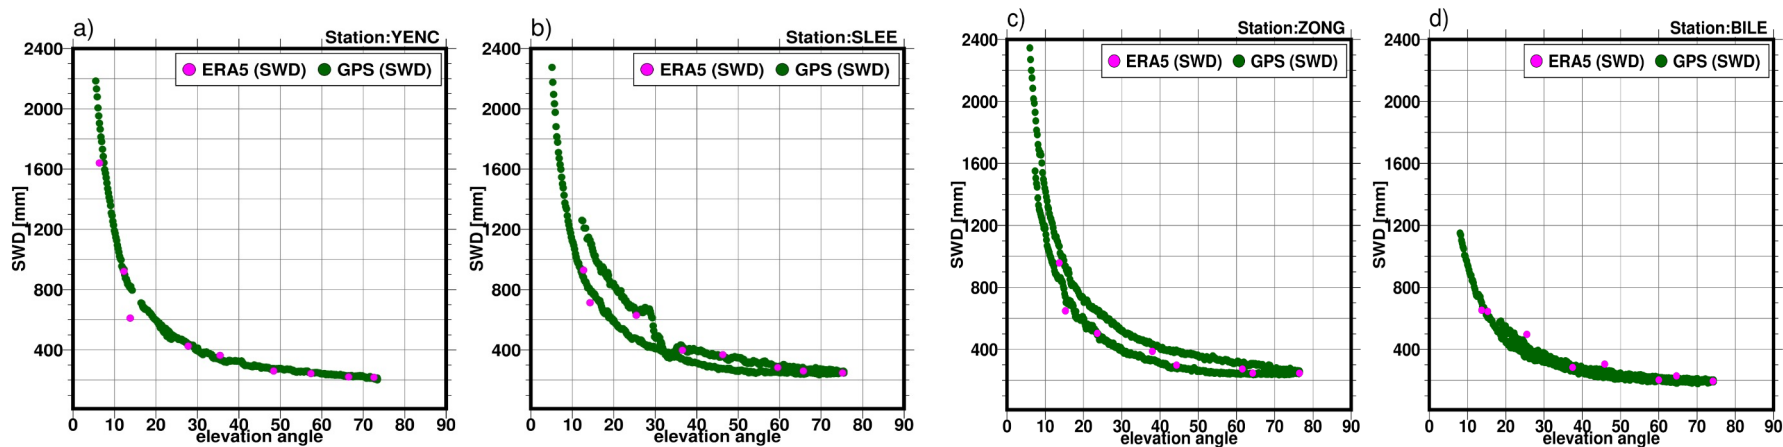 a)
Station:YENC
ERA5 (SWD) GPS (SWD)
2400
2000
1600
1200
800
400
SWD [mm]
0 10 20 30 40 50 60 70 80 90
elevation angle
b)
Station:SLEE
ERA5 (SWD) GPS (SWD)
2400
2000
1600
1200
800
400
SWD [mm]
0 10 20 30 40 50 60 70 80 90
elevation angle
c)
Station:ZONG
ERA5 (SWD) GPS (SWD)
2400
2000
1600
1200
800
400
SWD [mm]
0 10 20 30 40 50 60 70 80 90
elevation angle
d)
Station:BILE
ERA5 (SWD) GPS (SWD)
2400
2000
1600
1200
800
400
SWD [mm]
0 10 20 30 40 50 60 70 80 90
elevation angle